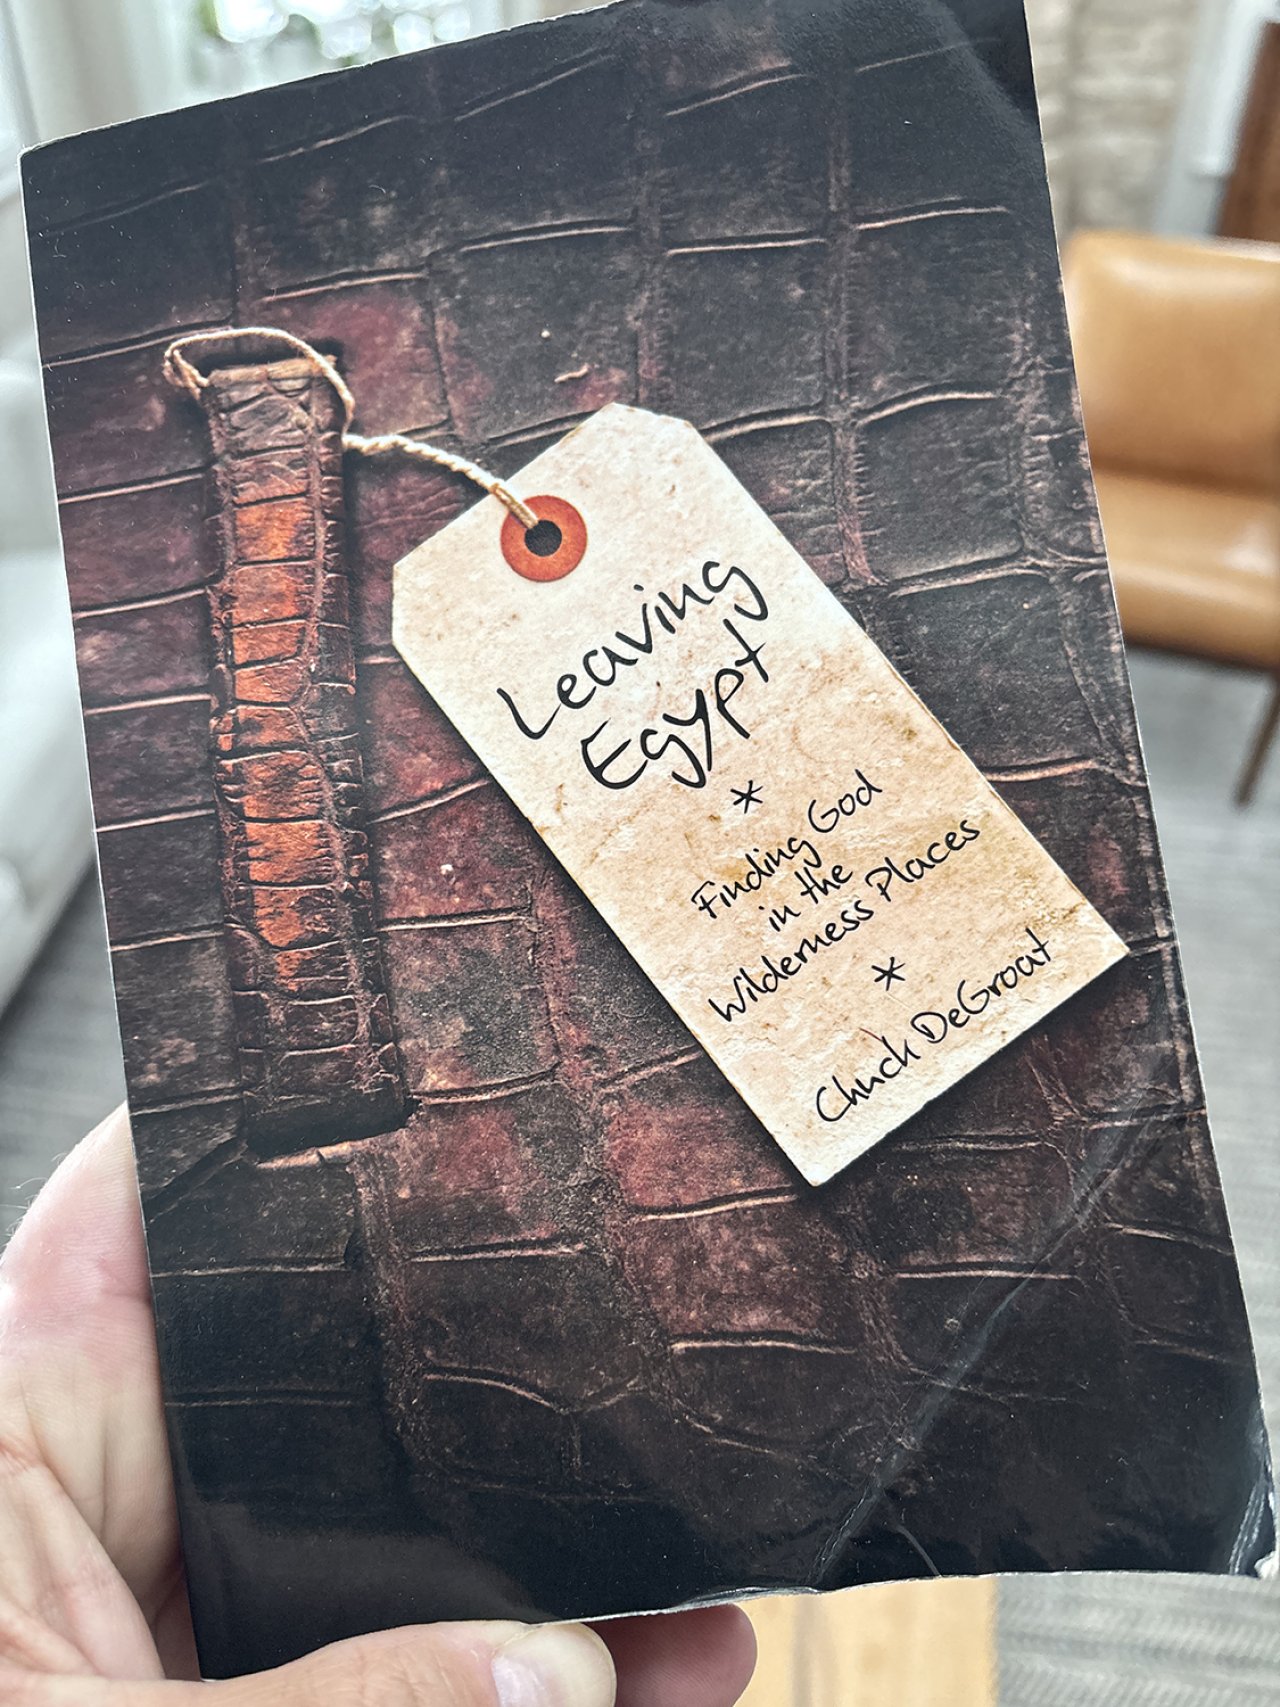 Leaving
Egypt
*
Finding God
in the
Wilderness Places
*
Chuck DeGroat